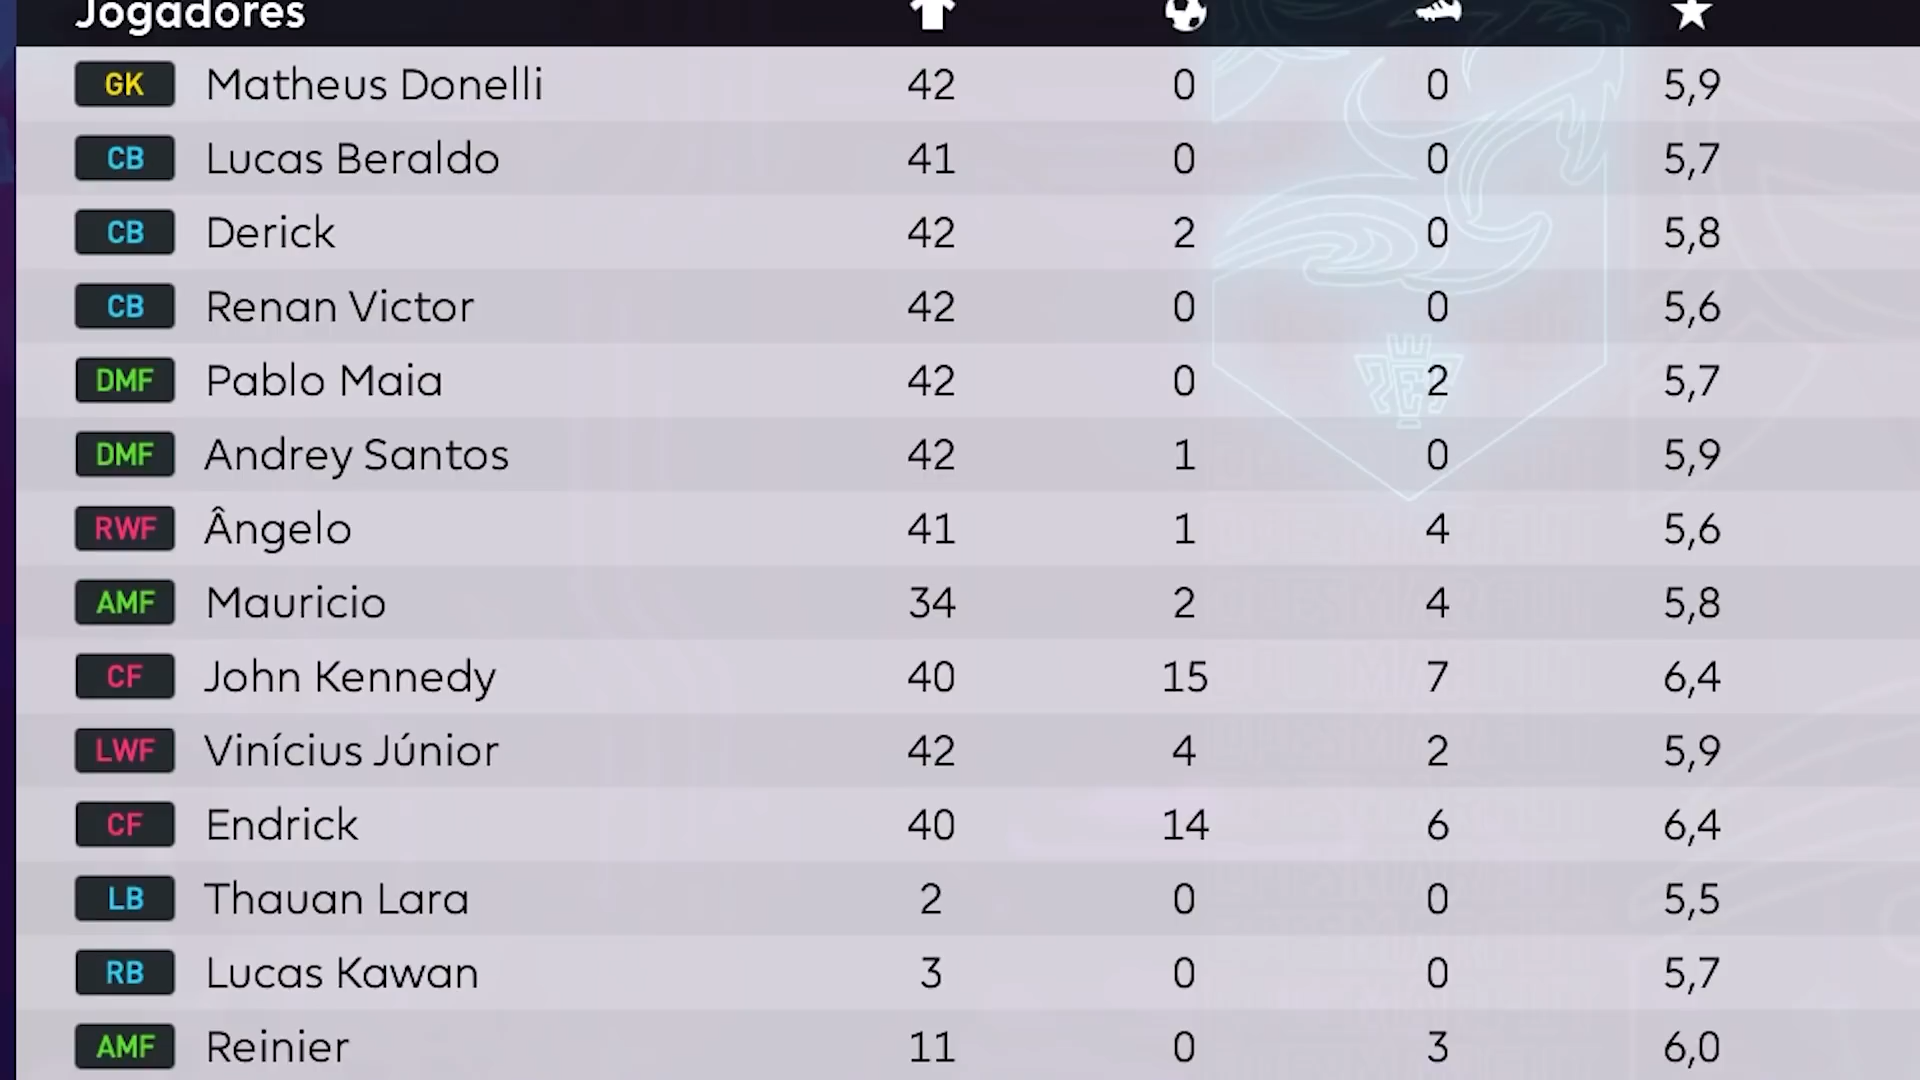 Jogadores
GK Matheus Donelli 42 0 0 5,9
CB Lucas Beraldo 41 0 0 5,7
CB Derick 42 2 0 5,8
CB Renan Victor 42 0 0 5,6
DMF Pablo Maia 42 0 2 5,7
DMF Andrey Santos 42 1 0 5,9
RWF Ângelo 41 1 4 5,6
AMF Mauricio 34 2 4 5,8
CF John Kennedy 40 15 7 6,4
LWF Vinícius Júnior 42 4 2 5,9
CF Endrick 40 14 6 6,4
LB Thauan Lara 2 0 0 5,5
RB Lucas Kawan 3 0 0 5,7
AMF Reinier 11 0 3 6,0